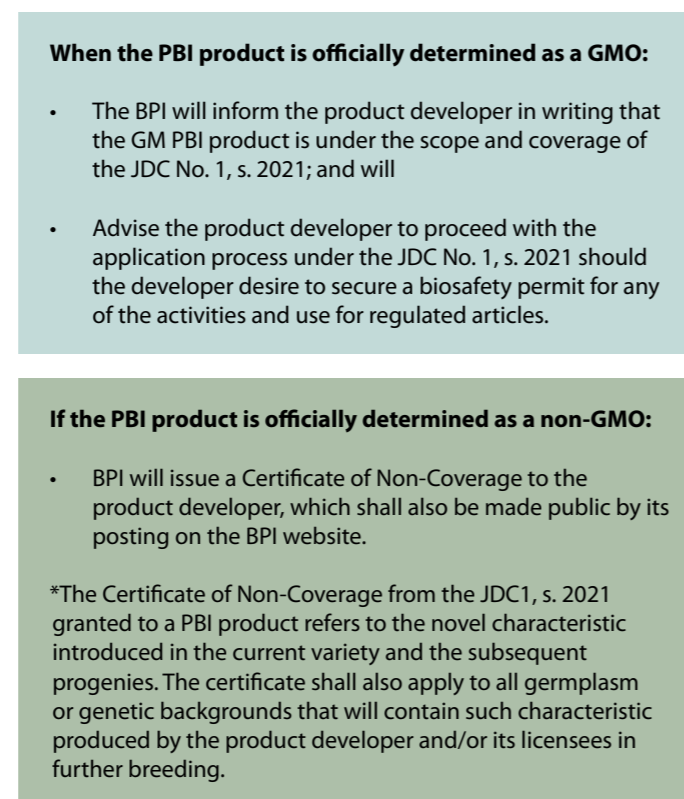 When the PBI product is officially determined as a GMO:
• The BPI will inform the product developer in writing that
the GM PBI product is under the scope and coverage of
the JDC No. 1, s. 2021; and will
• Advise the product developer to proceed with the
application process under the JDC No. 1, s. 2021 should
the developer desire to secure a biosafety permit for any
of the activities and use for regulated articles.
If the PBI product is officially determined as a non-GMO:
• BPI will issue a Certificate of Non-Coverage to the
product developer, which shall also be made public by its
posting on the BPI website.
*The Certificate of Non-Coverage from the JDC1, s. 2021
granted to a PBI product refers to the novel characteristic
introduced in the current variety and the subsequent
progenies. The certificate shall also apply to all germplasm
or genetic backgrounds that will contain such characteristic
produced by the product developer and/or its licensees in
further breeding.